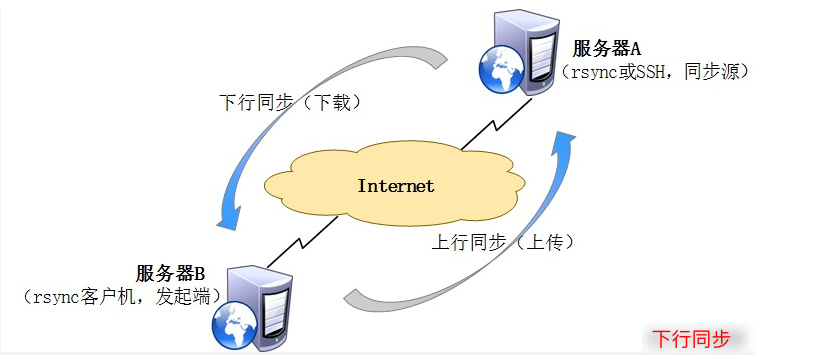 服务器A
（rsync或SSH，同步源）
下行同步（下载）
Internet
上行同步（上传）
服务器B
（rsync客户机，发起端）
下行同步